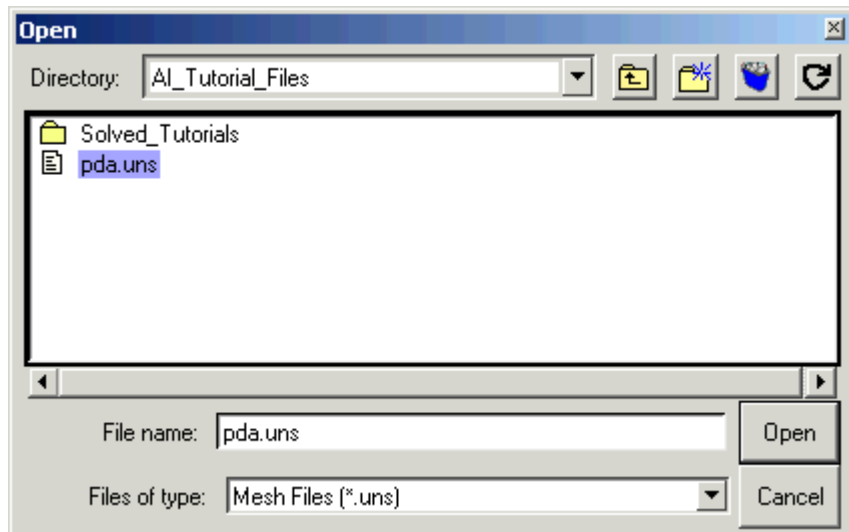 Open
Directory: AI_Tutorial_Files
Solved_Tutorials
pda.uns
File name: pda.uns Open
Files of type: Mesh Files (*.uns) Cancel